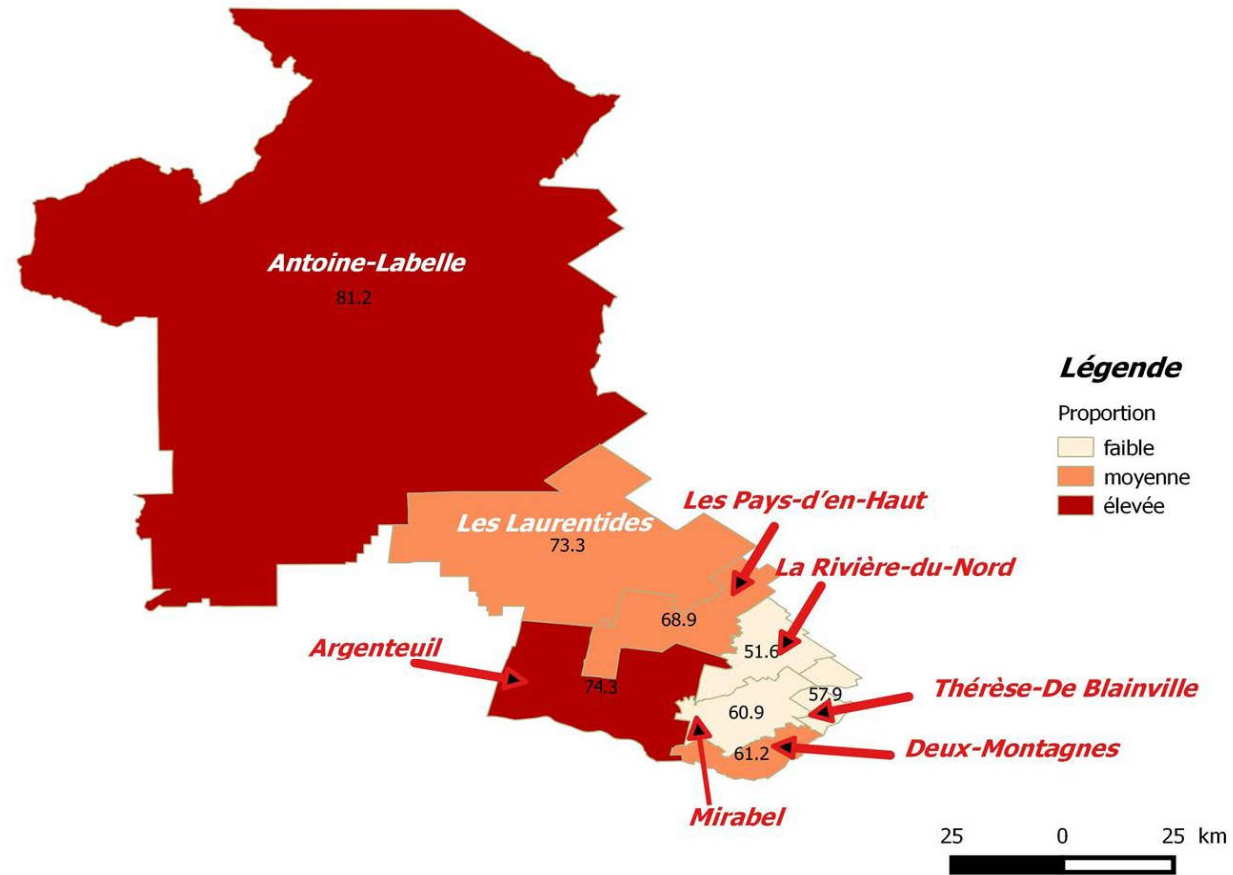 Antoine-Labelle
81.2
Légende
Proportion
faible
moyenne
élevée
Les Pays-d'en-Haut
Les Laurentides
73.3
La Rivière-du-Nord
68.9
Argenteuil
51.6
74.3
57.9
Thérèse-De Blainville
60.9
Deux-Montagnes
61.2
Mirabel
25 0 25 km